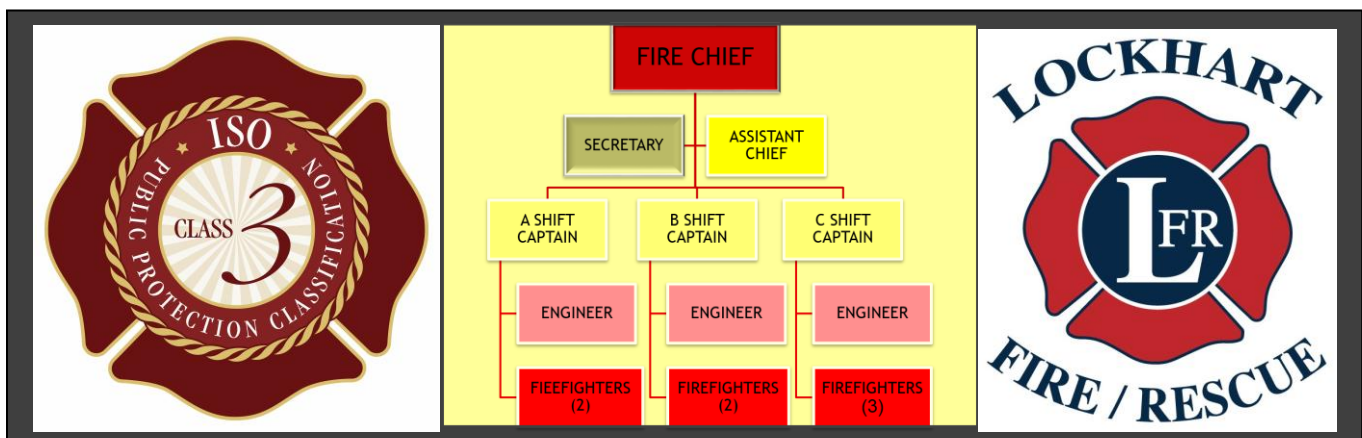 ISO
PUBLIC PROTECTION CLASSIFICATION
CLASS 3
FIRE CHIEF
SECRETARY
ASSISTANT
CHIEF
A SHIFT
CAPTAIN
B SHIFT
CAPTAIN
C SHIFT
CAPTAIN
ENGINEER
ENGINEER
ENGINEER
FIEEFIGHTERS
(2)
FIREFIGHTERS
(2)
FIREFIGHTERS
(3)
LOCKHART
LFR
FIRE / RESCUE